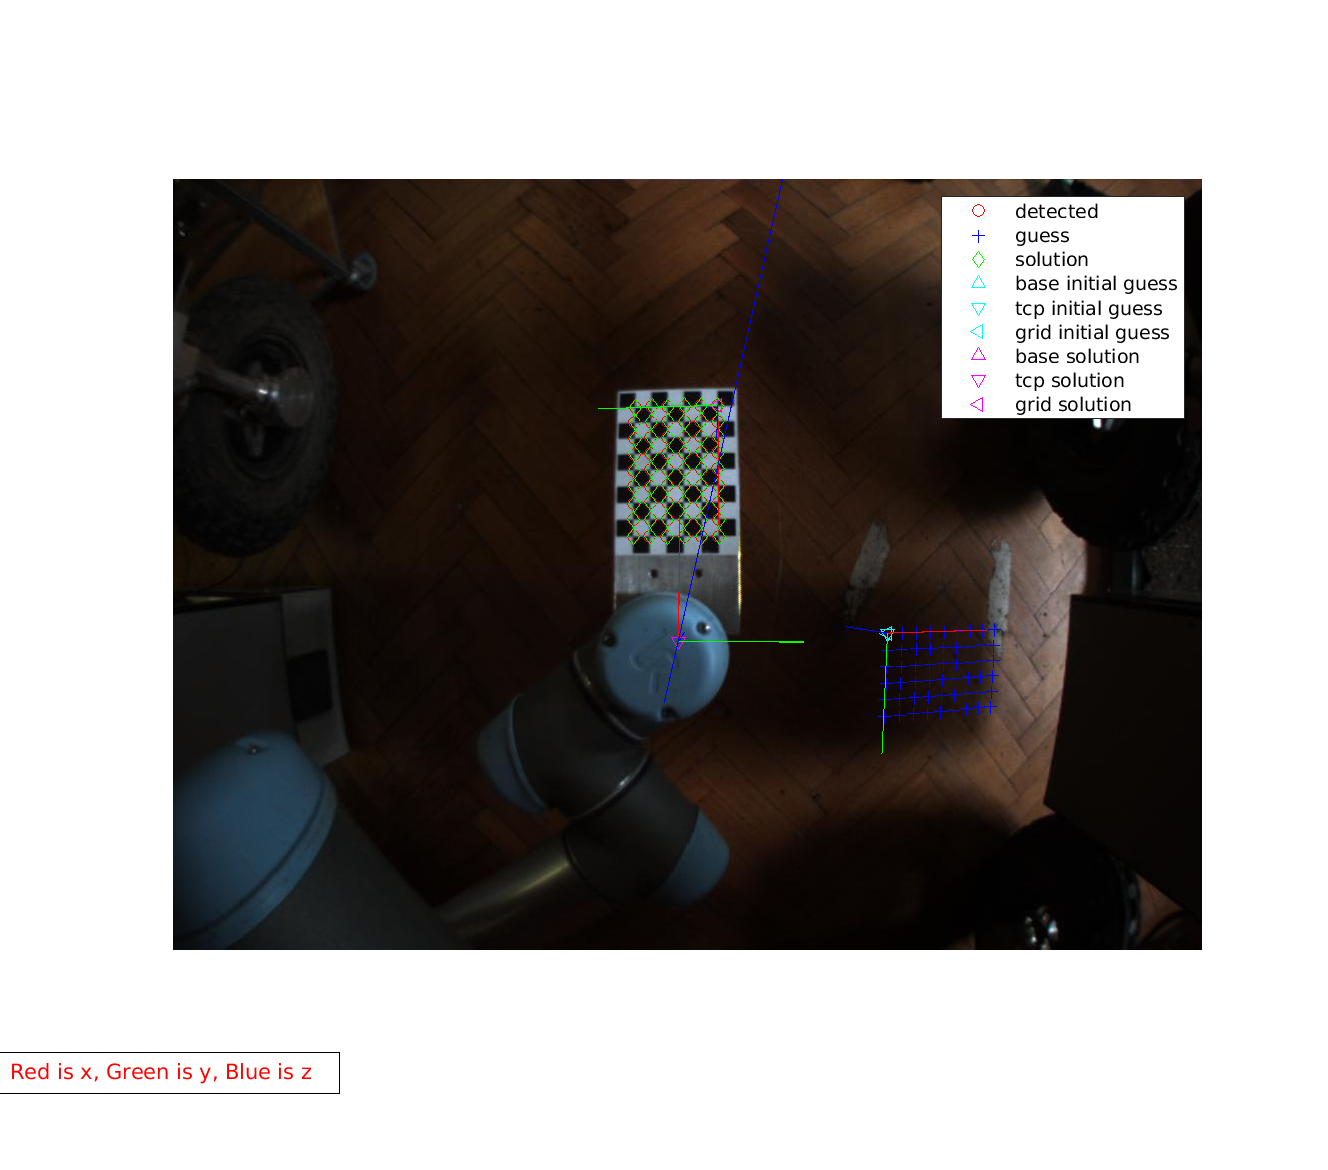 detected
guess
solution
base initial guess
tcp initial guess
grid initial guess
base solution
tcp solution
grid solution
Red is x, Green is y, Blue is z